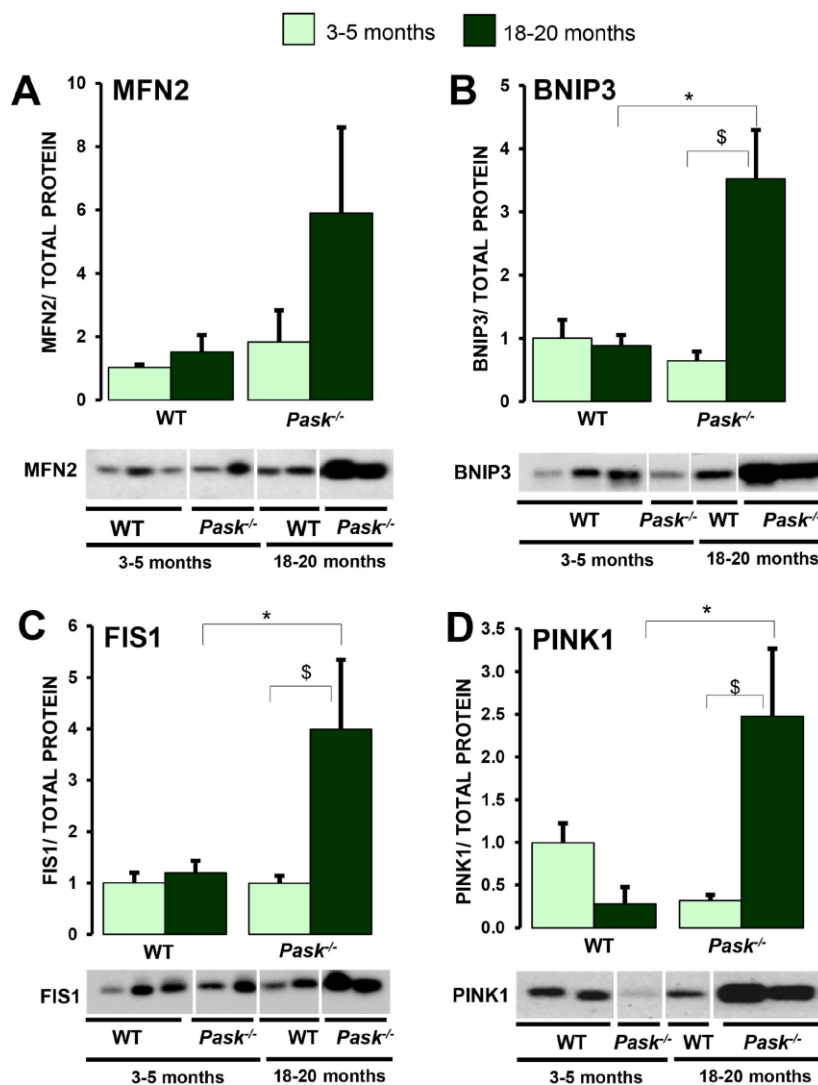 3-5 months 18-20 months
A MFN2
MFN2/ TOTAL PROTEIN
10
8
6
4
2
0
WT Pask-/-
MFN2
WT Pask-/- WT Pask-/-
3-5 months 18-20 months
B BNIP3
BNIP3/ TOTAL PROTEIN
5
4
3
2
1
0
*
$
WT Pask-/-
BNIP3
WT Pask-/- WT Pask-/-
3-5 months 18-20 months
C FIS1
FIS1/ TOTAL PROTEIN
6
5
4
3
2
1
0
*
$
WT Pask-/-
FIS1
WT Pask-/- WT Pask-/-
3-5 months 18-20 months
D PINK1
PINK1/ TOTAL PROTEIN
3.5
3.0
2.5
2.0
1.5
1.0
0.5
0.0
*
$
WT Pask-/-
PINK1
WT Pask-/- WT Pask-/-
3-5 months 18-20 months